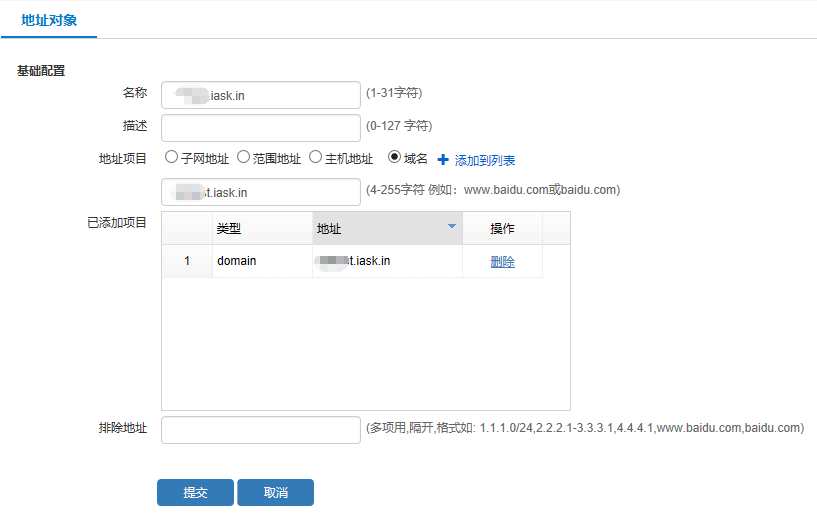 地址对象
基础配置
名称 .iask.in (1-31字符)
描述 (0-127 字符)
地址项目 子网地址 范围地址 主机地址 域名 添加到列表
t.iask.in (4-255字符 例如：www.baidu.com或baidu.com)
已添加项目 类型 地址 操作
1 domain t.iask.in 删除
排除地址 (多项用,隔开,格式如: 1.1.1.0/24,2.2.2.1-3.3.3.1,4.4.4.1,www.baidu.com,baidu.com)
提交 取消